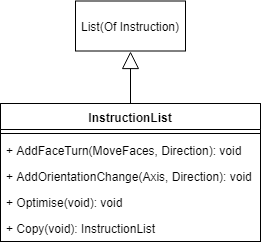 List(Of Instruction)
InstructionList
+ AddFaceTurn(MoveFaces, Direction): void
+ AddOrientationChange(Axis, Direction): void
+ Optimise(void): void
+ Copy(void): InstructionList